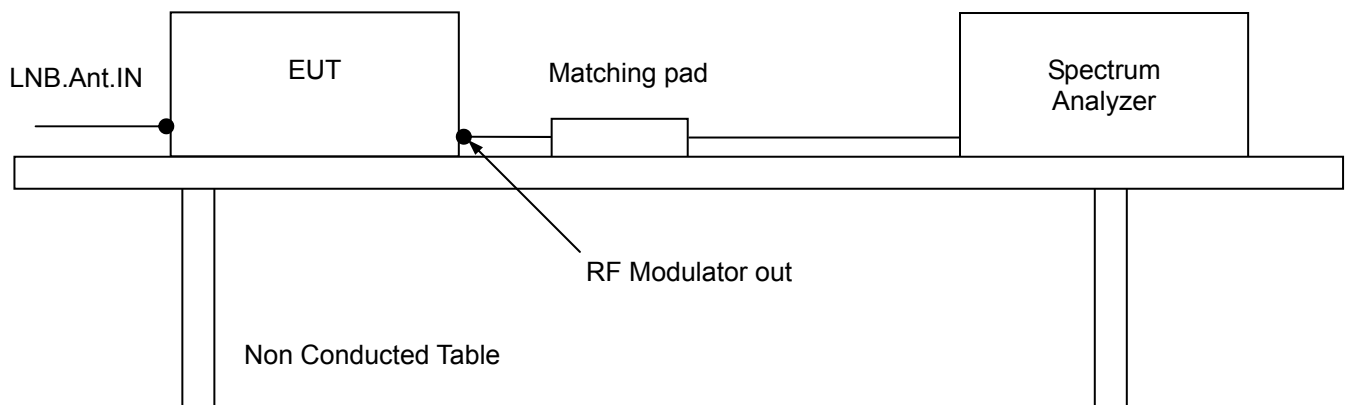 LNB.Ant.IN
EUT
Matching pad
Spectrum
Analyzer
RF Modulator out
Non Conducted Table